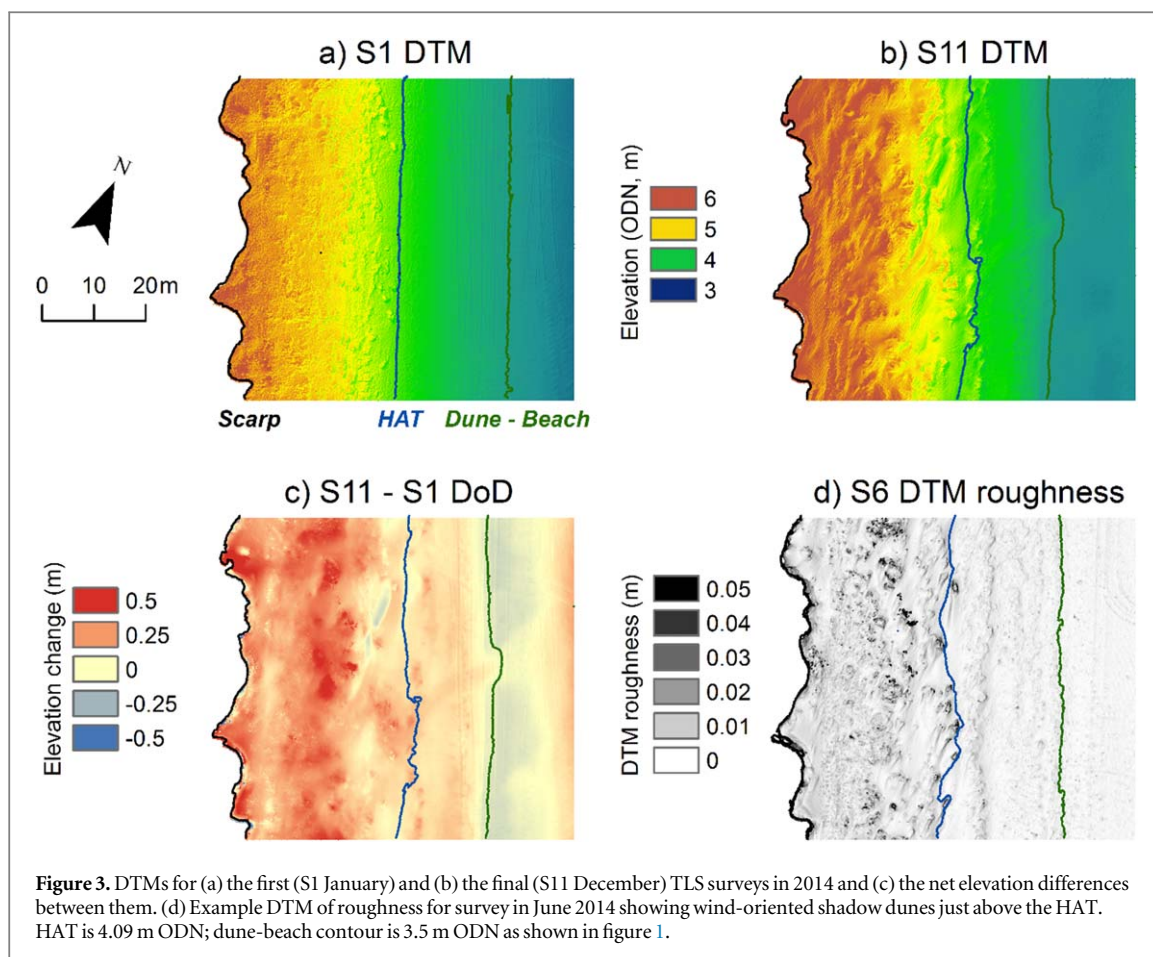 a) S1 DTM
b) S11 DTM
N
0 10 20 m
Elevation (ODN, m)
6
5
4
3
Scarp HAT Dune - Beach
c) S11 - S1 DoD
d) S6 DTM roughness
Elevation change (m)
0.5
0.25
0
-0.25
-0.5
DTM roughness (m)
0.05
0.04
0.03
0.02
0.01
0
Figure 3. DTMs for (a) the first (S1 January) and (b) the final (S11 December) TLS surveys in 2014 and (c) the net elevation differences
between them. (d) Example DTM of roughness for survey in June 2014 showing wind-oriented shadow dunes just above the HAT.
HAT is 4.09 m ODN; dune-beach contour is 3.5 m ODN as shown in figure 1.